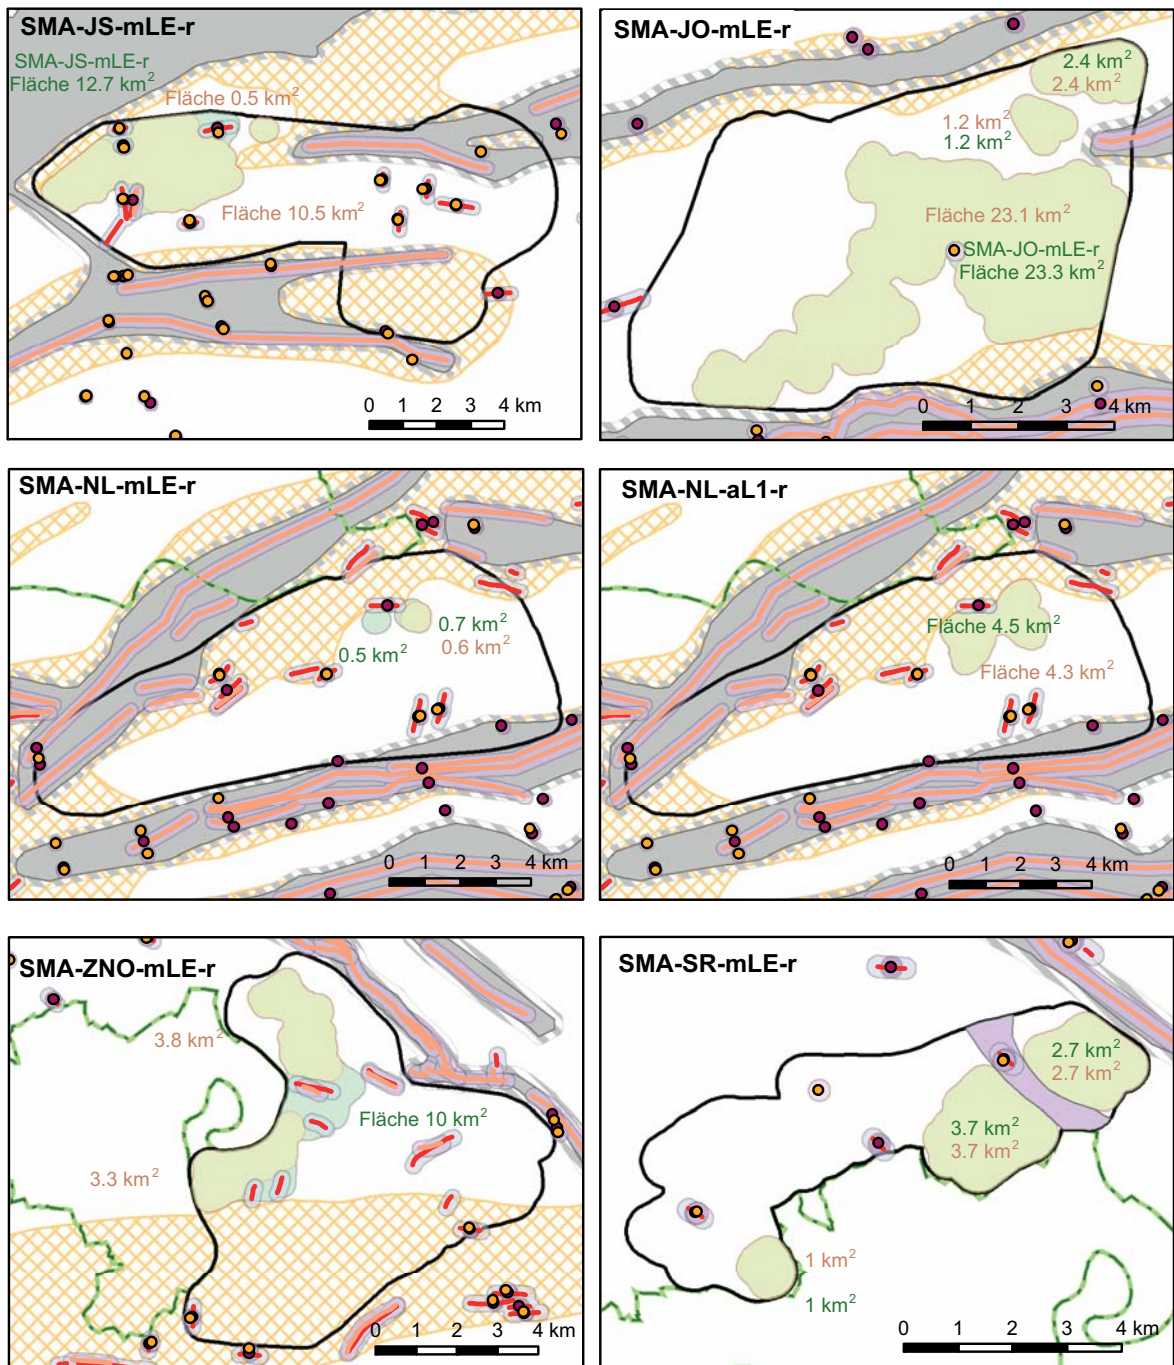 SMA-JS-mLE-r
SMA-JS-mLE-r
Fläche 12.7 km²
Fläche 0.5 km²
Fläche 10.5 km²
0 1 2 3 4 km
SMA-JO-mLE-r
2.4 km²
2.4 km²
1.2 km²
1.2 km²
Fläche 23.1 km²
SMA-JO-mLE-r
Fläche 23.3 km²
0 1 2 3 4 km
SMA-NL-mLE-r
0.7 km²
0.6 km²
0.5 km²
0 1 2 3 4 km
SMA-NL-aL1-r
Fläche 4.5 km²
Fläche 4.3 km²
0 1 2 3 4 km
SMA-ZNO-mLE-r
3.8 km²
Fläche 10 km²
3.3 km²
0 1 2 3 4 km
SMA-SR-mLE-r
2.7 km²
2.7 km²
3.7 km²
3.7 km²
1 km²
1 km²
0 1 2 3 4 km